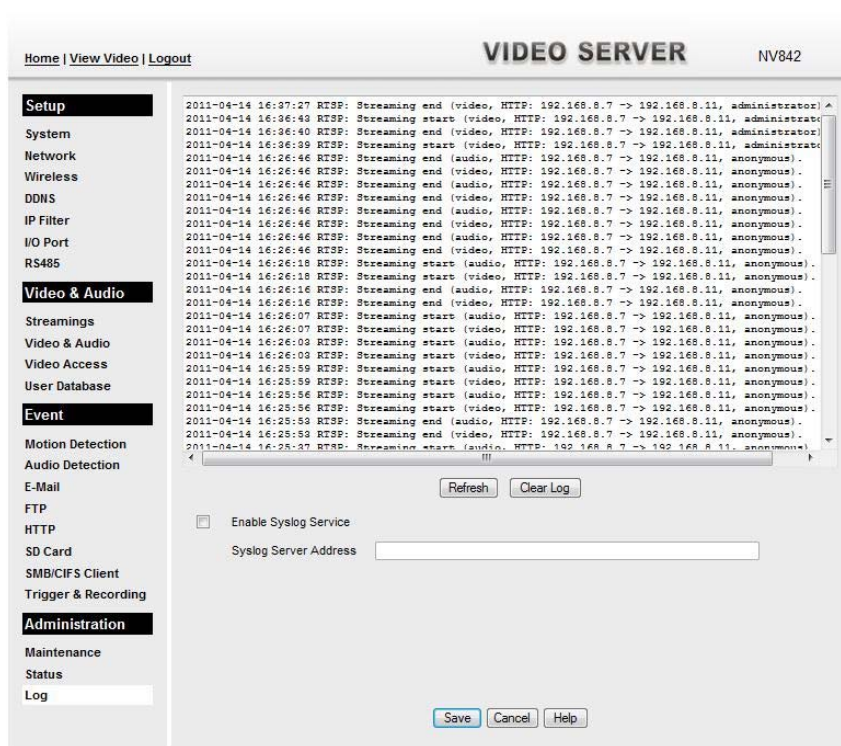 Home | View Video | Logout
VIDEO SERVER
NV842
Setup
System
Network
Wireless
DDNS
IP Filter
I/O Port
RS485
Video & Audio
Streamings
Video & Audio
Video Access
User Database
Event
Motion Detection
Audio Detection
E-Mail
FTP
HTTP
SD Card
SMB/CIFS Client
Trigger & Recording
Administration
Maintenance
Status
Log
2011-04-14 16:37:27 RTSP: Streaming end (video, HTTP: 192.168.8.7 -> 192.168.8.11, administrator)
2011-04-14 16:36:43 RTSP: Streaming start (video, HTTP: 192.168.8.7 -> 192.168.8.11, administrato
2011-04-14 16:36:40 RTSP: Streaming end (video, HTTP: 192.168.8.7 -> 192.168.8.11, administrator)
2011-04-14 16:36:39 RTSP: Streaming start (video, HTTP: 192.168.8.7 -> 192.168.8.11, administrato
2011-04-14 16:26:46 RTSP: Streaming end (audio, HTTP: 192.168.8.7 -> 192.168.8.11, anonymous).
2011-04-14 16:26:46 RTSP: Streaming end (video, HTTP: 192.168.8.7 -> 192.168.8.11, anonymous).
2011-04-14 16:26:46 RTSP: Streaming end (audio, HTTP: 192.168.8.7 -> 192.168.8.11, anonymous).
2011-04-14 16:26:46 RTSP: Streaming end (video, HTTP: 192.168.8.7 -> 192.168.8.11, anonymous).
2011-04-14 16:26:46 RTSP: Streaming end (audio, HTTP: 192.168.8.7 -> 192.168.8.11, anonymous).
2011-04-14 16:26:46 RTSP: Streaming end (video, HTTP: 192.168.8.7 -> 192.168.8.11, anonymous).
2011-04-14 16:26:46 RTSP: Streaming end (audio, HTTP: 192.168.8.7 -> 192.168.8.11, anonymous).
2011-04-14 16:26:46 RTSP: Streaming end (video, HTTP: 192.168.8.7 -> 192.168.8.11, anonymous).
2011-04-14 16:26:18 RTSP: Streaming start (audio, HTTP: 192.168.8.7 -> 192.168.8.11, anonymous).
2011-04-14 16:26:18 RTSP: Streaming start (video, HTTP: 192.168.8.7 -> 192.168.8.11, anonymous).
2011-04-14 16:26:16 RTSP: Streaming end (audio, HTTP: 192.168.8.7 -> 192.168.8.11, anonymous).
2011-04-14 16:26:16 RTSP: Streaming end (video, HTTP: 192.168.8.7 -> 192.168.8.11, anonymous).
2011-04-14 16:26:07 RTSP: Streaming start (audio, HTTP: 192.168.8.7 -> 192.168.8.11, anonymous).
2011-04-14 16:26:07 RTSP: Streaming start (video, HTTP: 192.168.8.7 -> 192.168.8.11, anonymous).
2011-04-14 16:26:03 RTSP: Streaming start (audio, HTTP: 192.168.8.7 -> 192.168.8.11, anonymous).
2011-04-14 16:26:03 RTSP: Streaming start (video, HTTP: 192.168.8.7 -> 192.168.8.11, anonymous).
2011-04-14 16:25:59 RTSP: Streaming start (audio, HTTP: 192.168.8.7 -> 192.168.8.11, anonymous).
2011-04-14 16:25:59 RTSP: Streaming start (video, HTTP: 192.168.8.7 -> 192.168.8.11, anonymous).
2011-04-14 16:25:56 RTSP: Streaming start (audio, HTTP: 192.168.8.7 -> 192.168.8.11, anonymous).
2011-04-14 16:25:56 RTSP: Streaming start (video, HTTP: 192.168.8.7 -> 192.168.8.11, anonymous).
2011-04-14 16:25:53 RTSP: Streaming end (audio, HTTP: 192.168.8.7 -> 192.168.8.11, anonymous).
2011-04-14 16:25:53 RTSP: Streaming end (video, HTTP: 192.168.8.7 -> 192.168.8.11, anonymous).
2011-04-14 16:25:37 RTSP: Streaming start (audio, HTTP: 192.168.8.7 -> 192.168.8.11, anonymous)
Refresh Clear Log
Enable Syslog Service
Syslog Server Address
Save Cancel Help